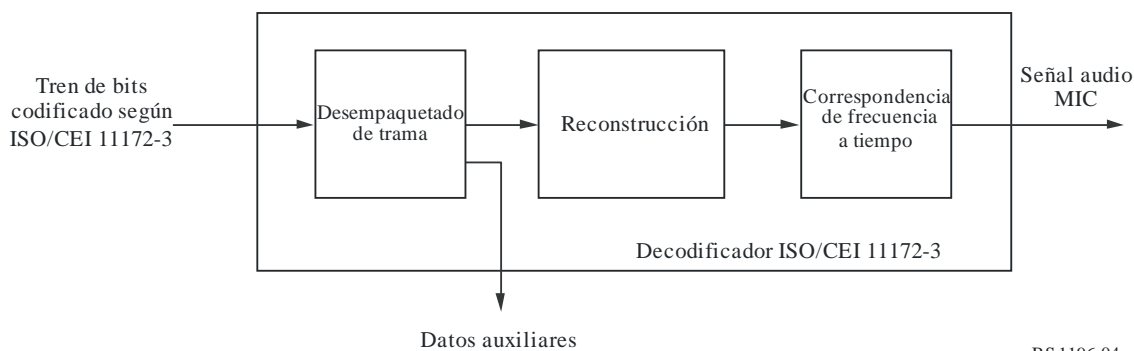 Tren de bits
codificado según
ISO/CEI 11172-3
Desempaquetado
de trama
Reconstrucción
Correspondencia
de frecuencia
a tiempo
Señal audio
MIC
Decodificador ISO/CEI 11172-3
Datos auxiliares